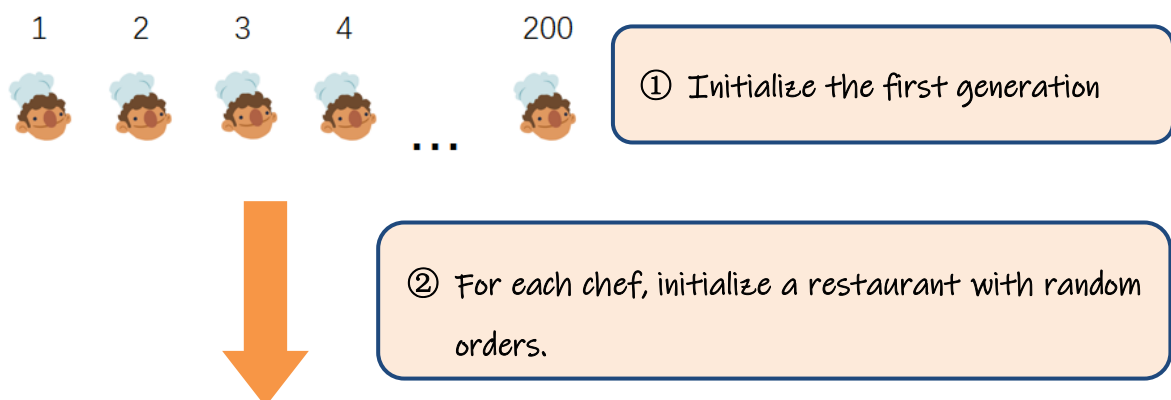 1 2 3 4 200
...
① Initialize the first generation
② For each chef, initialize a restaurant with random
orders.